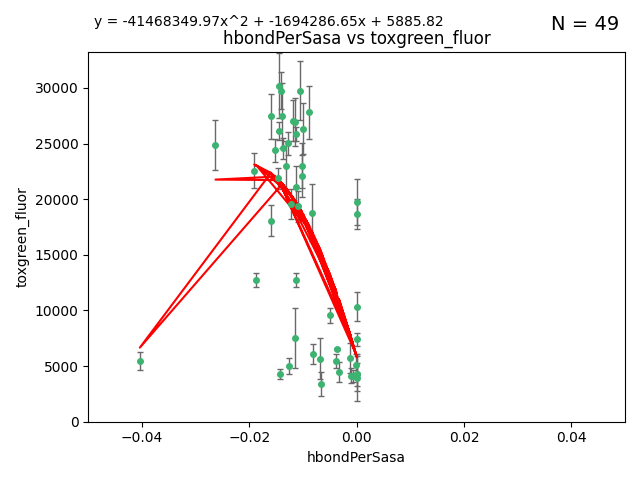 y = -41468349.97x^2 + -1694286.65x + 5885.82
N = 49
hbondPerSasa vs toxgreen_fluor
30000
25000
20000
15000
10000
5000
0
toxgreen_fluor
−0.04
−0.02
0.00
0.02
0.04
hbondPerSasa